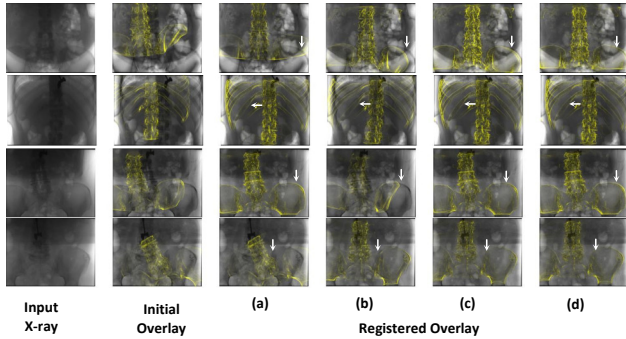 Input X-ray
Initial Overlay
(a)
(b)
(c)
(d)
Registered Overlay